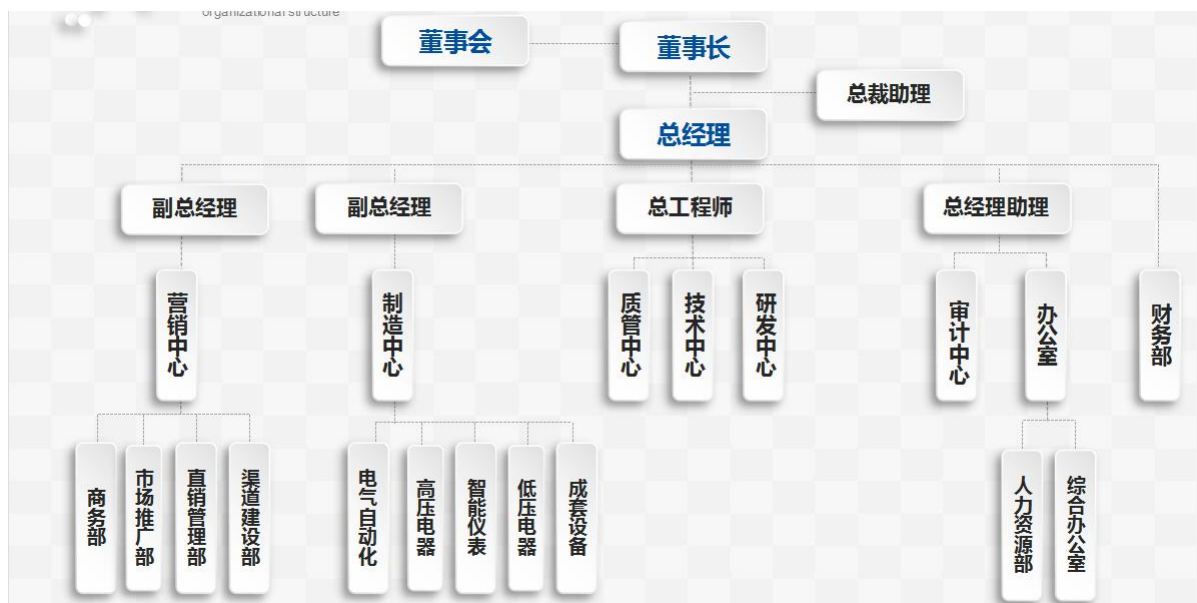 organizational structure
董事会
董事长
总裁助理
总经理
副总经理
副总经理
总工程师
总经理助理
营销中心
制造中心
质管中心
技术中心
研发中心
审计中心
办公室
财务部
商务部
市场推广部
直销管理部
渠道建设部
电气自动化
高压电器
智能仪表
低压电器
成套设备
人力资源部
综合办公室